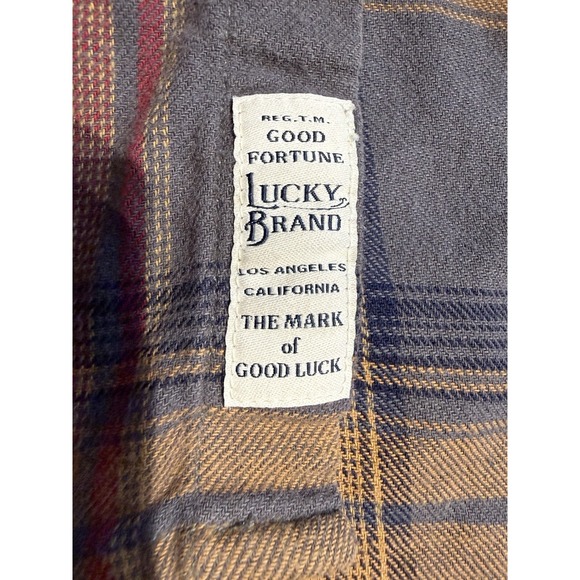 REG.T.M.
GOOD
FORTUNE
LUCKY
BRAND
LOS ANGELES
CALIFORNIA
THE MARK
of
GOOD LUCK